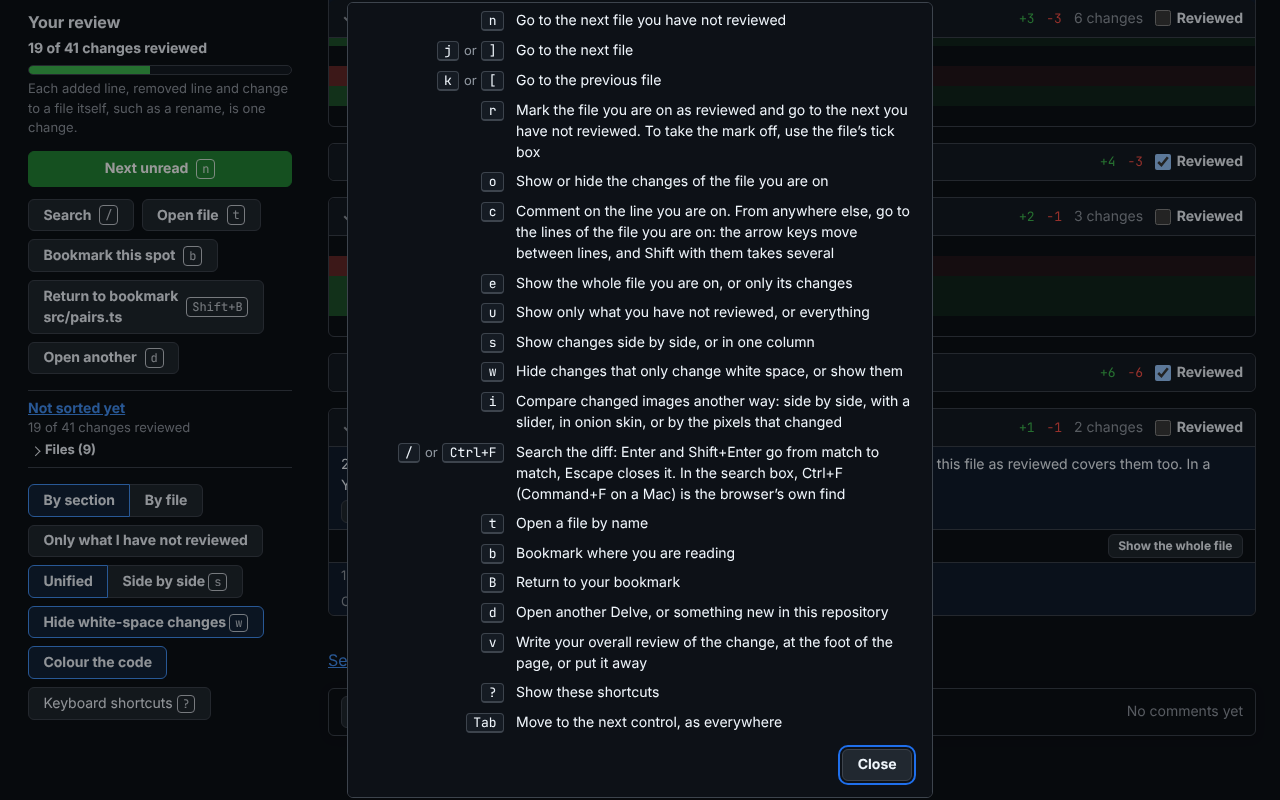 Your review
19 of 41 changes reviewed
Each added line, removed line and change
to a file itself, such as a rename, is one
change.
Next unread n
Search / Open file t
Bookmark this spot b
Return to bookmark
src/pairs.ts Shift+B
Open another d
Not sorted yet
19 of 41 changes reviewed
Files (9)
By section By file
Only what I have not reviewed
Unified Side by side s
Hide white-space changes w
Colour the code
Keyboard shortcuts ?
n Go to the next file you have not reviewed
j or ] Go to the next file
k or [ Go to the previous file
r Mark the file you are on as reviewed and go to the next you
have not reviewed. To take the mark off, use the file’s tick
box
o Show or hide the changes of the file you are on
c Comment on the line you are on. From anywhere else, go to
the lines of the file you are on: the arrow keys move
between lines, and Shift with them takes several
e Show the whole file you are on, or only its changes
u Show only what you have not reviewed, or everything
s Show changes side by side, or in one column
w Hide changes that only change white space, or show them
i Compare changed images another way: side by side, with a
slider, in onion skin, or by the pixels that changed
/ or Ctrl+F Search the diff: Enter and Shift+Enter go from match to
match, Escape closes it. In the search box, Ctrl+F
(Command+F on a Mac) is the browser’s own find
t Open a file by name
b Bookmark where you are reading
B Return to your bookmark
d Open another Delve, or something new in this repository
v Write your overall review of the change, at the foot of the
page, or put it away
? Show these shortcuts
Tab Move to the next control, as everywhere
Close
+3 -3 6 changes Reviewed
+4 -3 Reviewed
+2 -1 3 changes Reviewed
+6 -6 Reviewed
+1 -1 2 changes Reviewed
this file as reviewed covers them too. In a
Show the whole file
Se
No comments yet